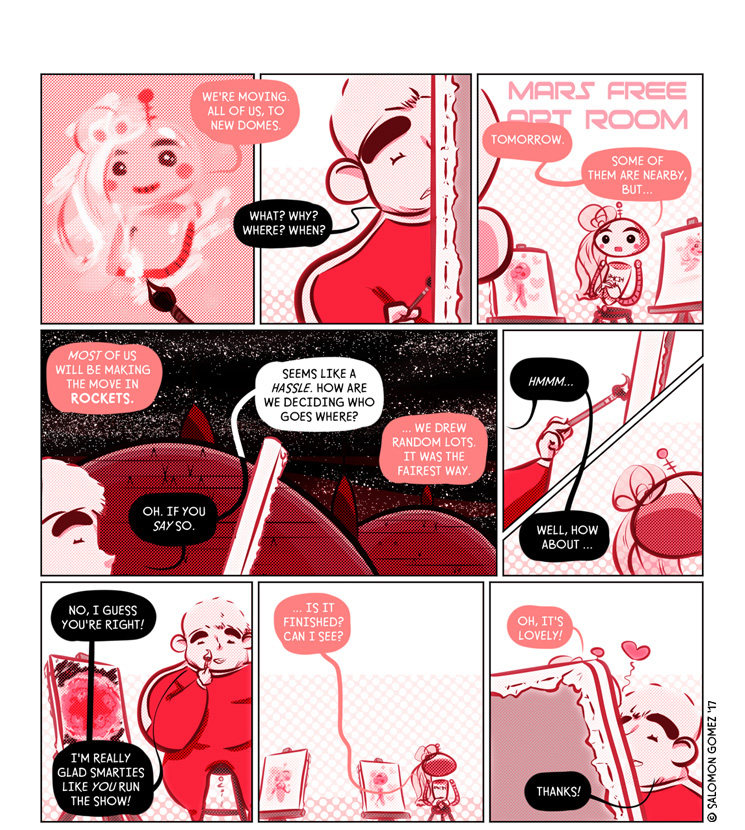 WE'RE MOVING.
ALL OF US, TO
NEW DOMES.
WHAT? WHY?
WHERE? WHEN?
MARS FREE
ART ROOM
TOMORROW.
SOME OF
THEM ARE NEARBY,
BUT...
MOST OF US
WILL BE MAKING
THE MOVE IN
ROCKETS.
SEEMS LIKE A
HASSLE. HOW ARE
WE DECIDING WHO
GOES WHERE?
... WE DREW
RANDOM LOTS.
IT WAS THE
FAIREST WAY.
OH. IF YOU
SAY SO.
HMMM...
WELL, HOW
ABOUT ...
NO, I GUESS
YOU'RE RIGHT!
I'M REALLY
GLAD SMARTIES
LIKE YOU RUN
THE SHOW!
... IS IT
FINISHED?
CAN I SEE?
OH, IT'S
LOVELY!
THANKS!
© SALOMON GOMEZ '17